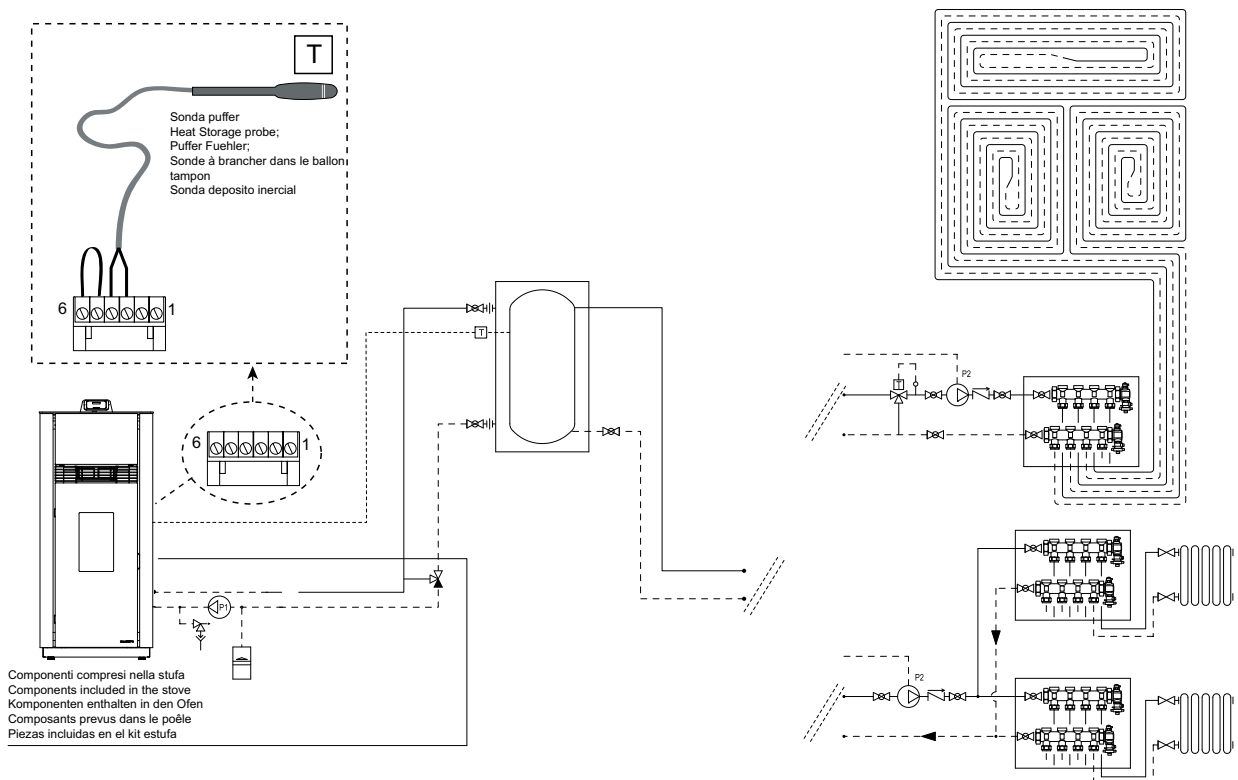 T
Sonda puffer
Heat Storage probe;
Puffer Fuehler;
Sonde à brancher dans le ballon
tampon
Sonda deposito inercial
6
1
6
1
T
P1
T
P2
P2
Componenti compresi nella stufa
Components included in the stove
Komponenten enthalten in den Ofen
Composants prevus dans le poêle
Piezas incluidas en el kit estufa